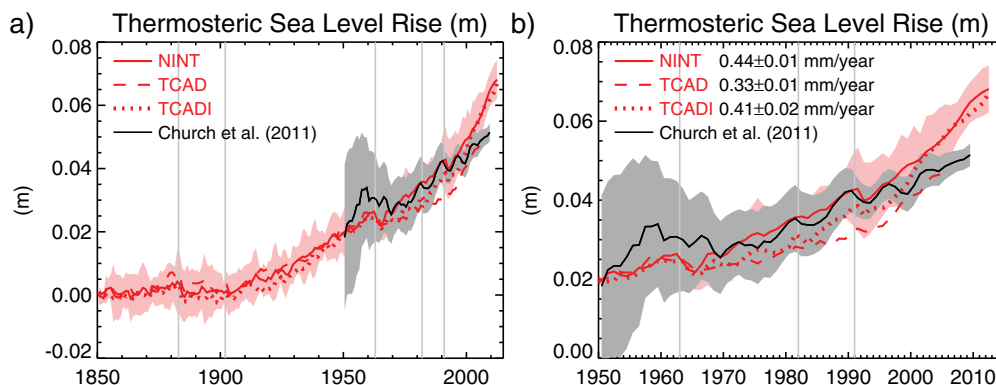 a) Thermosteric Sea Level Rise (m)
0.08
0.06
0.04
0.02
0.00
-0.02
(m)
NINT
TCAD
TCADI
Church et al. (2011)
1850
1900
1950
2000
b) Thermosteric Sea Level Rise (m)
0.08
0.06
0.04
0.02
0.00
(m)
NINT 0.44±0.01 mm/year
TCAD 0.33±0.01 mm/year
TCADI 0.41±0.02 mm/year
Church et al. (2011)
1950 1960 1970 1980 1990 2000 2010